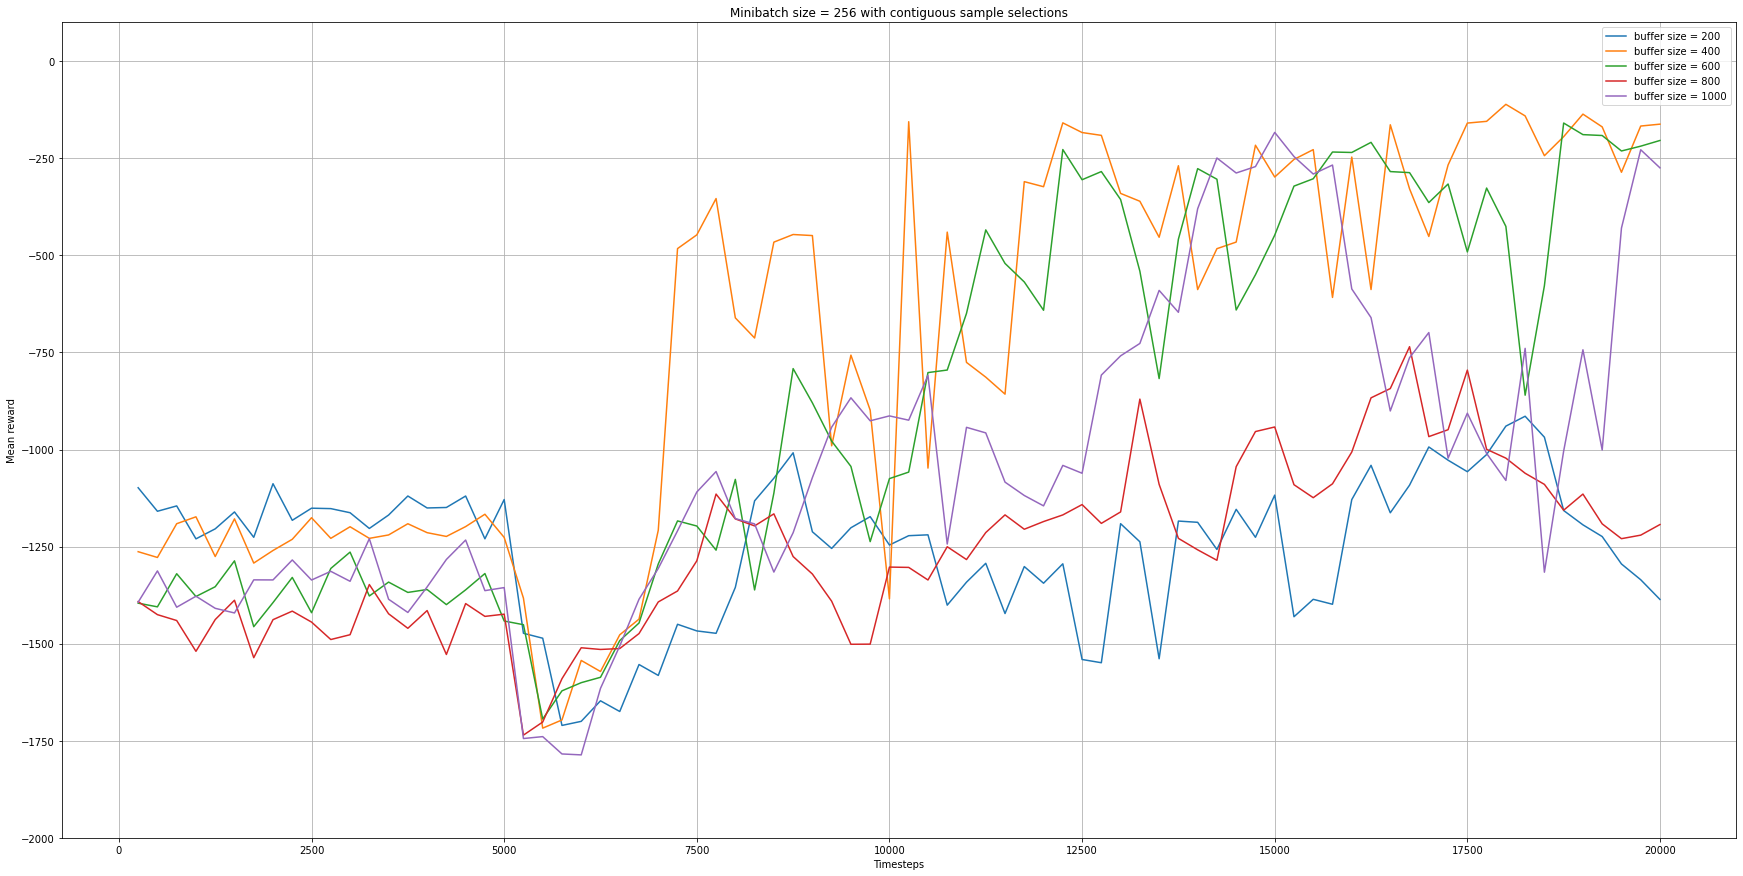 Minibatch size = 256 with contiguous sample selections
buffer size = 200
buffer size = 400
buffer size = 600
buffer size = 800
buffer size = 1000
Mean reward
0
−250
−500
−750
−1000
−1250
−1500
−1750
−2000
0 2500 5000 7500 10000 12500 15000 17500 20000
Timesteps